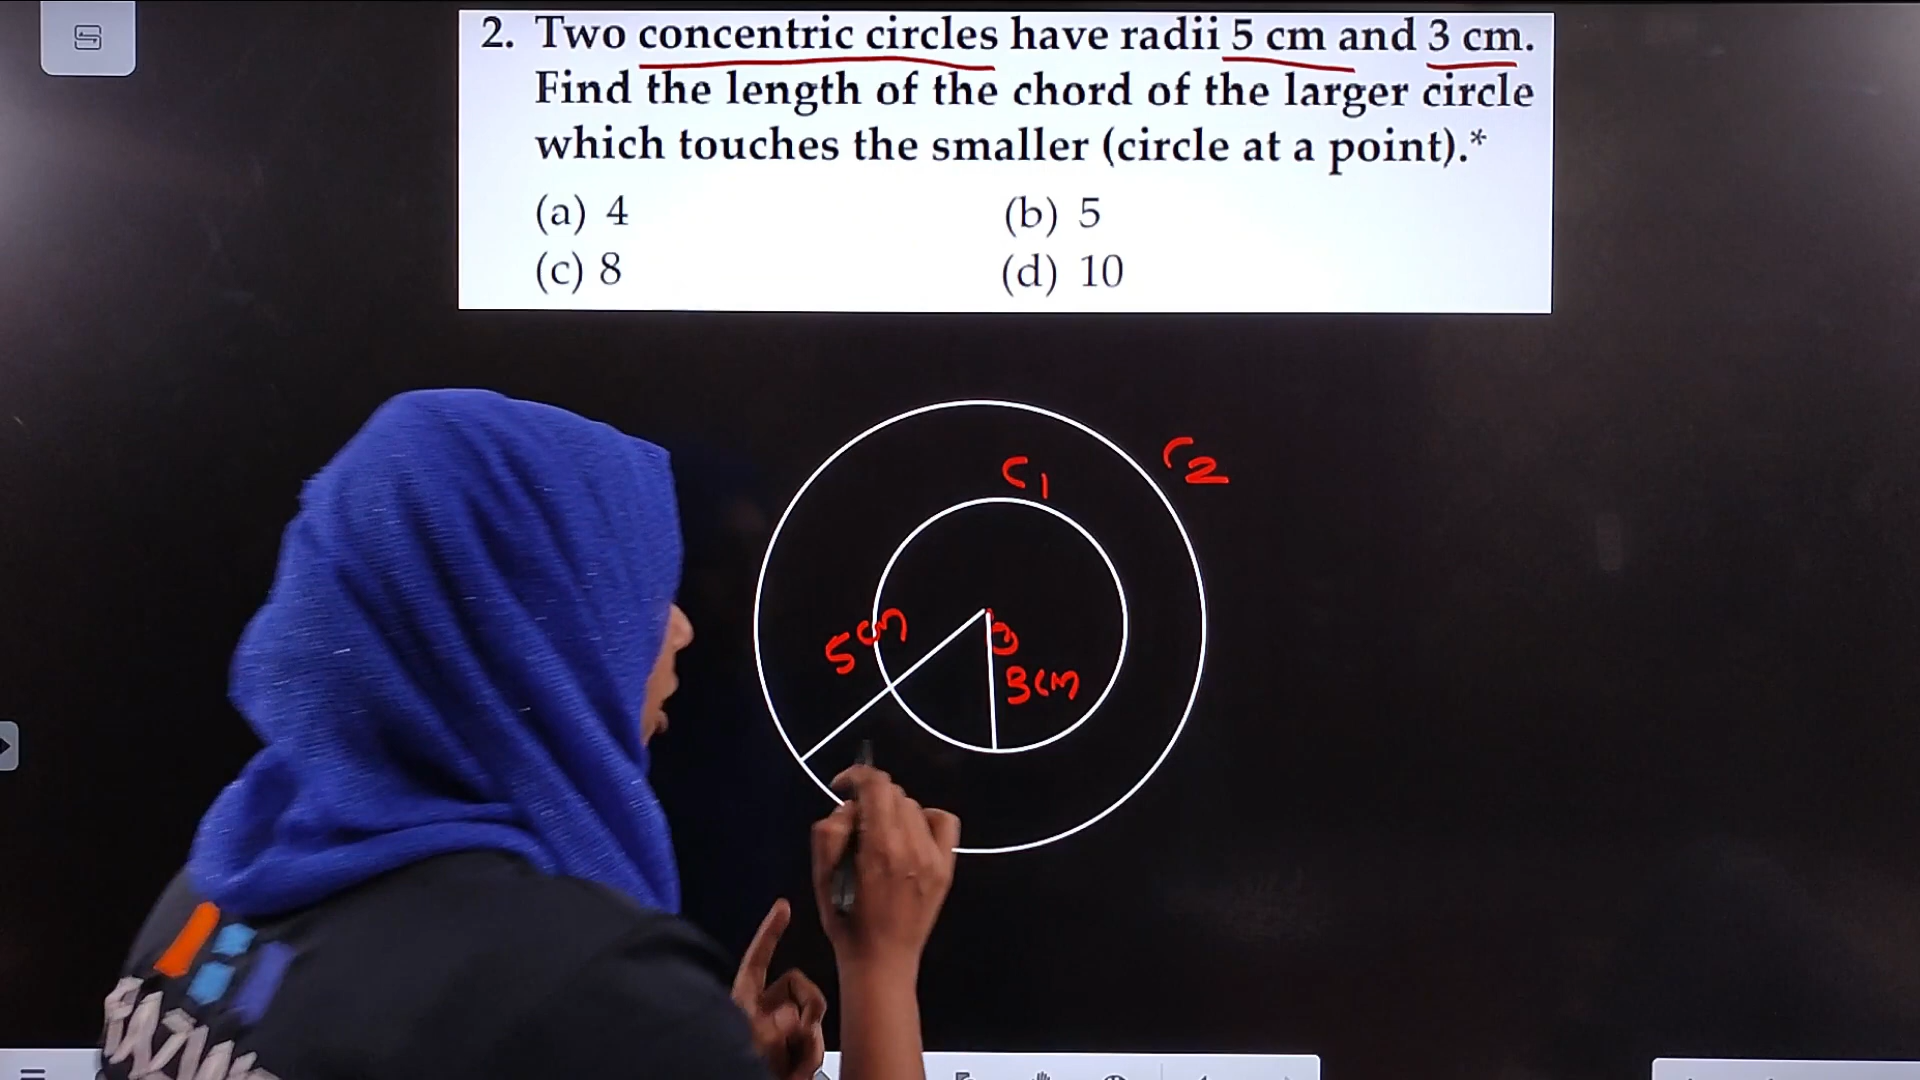 2. Two concentric circles have radii 5 cm and 3 cm.
Find the length of the chord of the larger circle
which touches the smaller (circle at a point).*
(a) 4 (b) 5
(c) 8 (d) 10
C1
C2
5cm
3cm